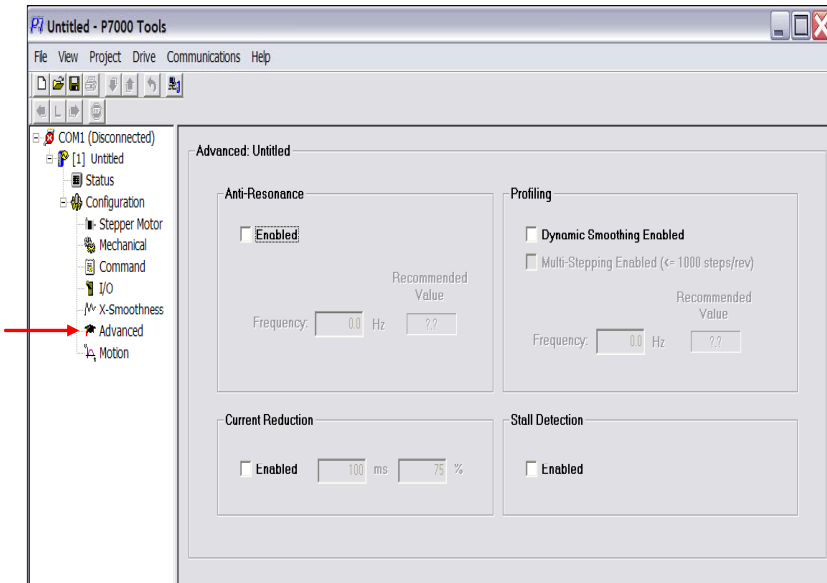 Untitled - P7000 Tools
File View Project Drive Communications Help
COM1 (Disconnected)
[1] Untitled
Status
Configuration
Stepper Motor
Mechanical
Command
I/O
X-Smoothness
Advanced
Motion
Advanced: Untitled
Anti-Resonance
Enabled
Recommended
Value
Frequency: 0.0 Hz ?.?
Profiling
Dynamic Smoothing Enabled
Multi-Stepping Enabled (<= 1000 steps/rev)
Recommended
Value
Frequency: 0.0 Hz ?.?
Current Reduction
Enabled 100 ms 75 %
Stall Detection
Enabled